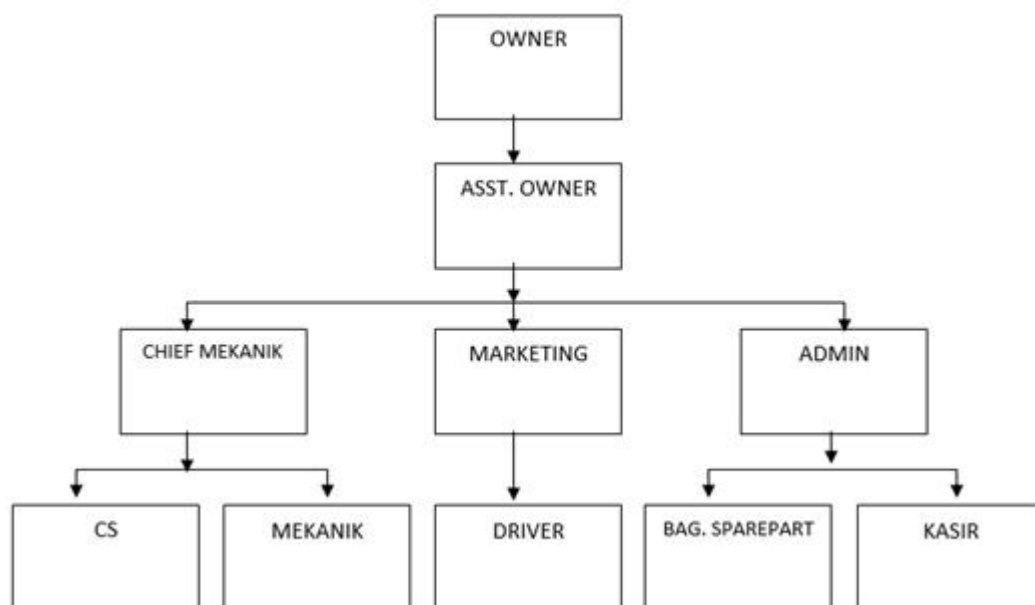 OWNER
ASST. OWNER
CHIEF MEKANIK
MARKETING
ADMIN
CS
MEKANIK
DRIVER
BAG. SPAREPART
KASIR